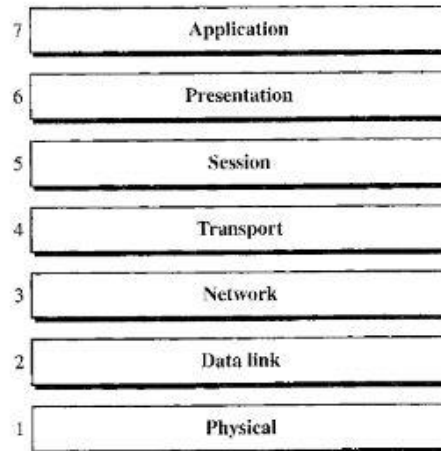 7 Application
6 Presentation
5 Session
4 Transport
3 Network
2 Data link
1 Physical